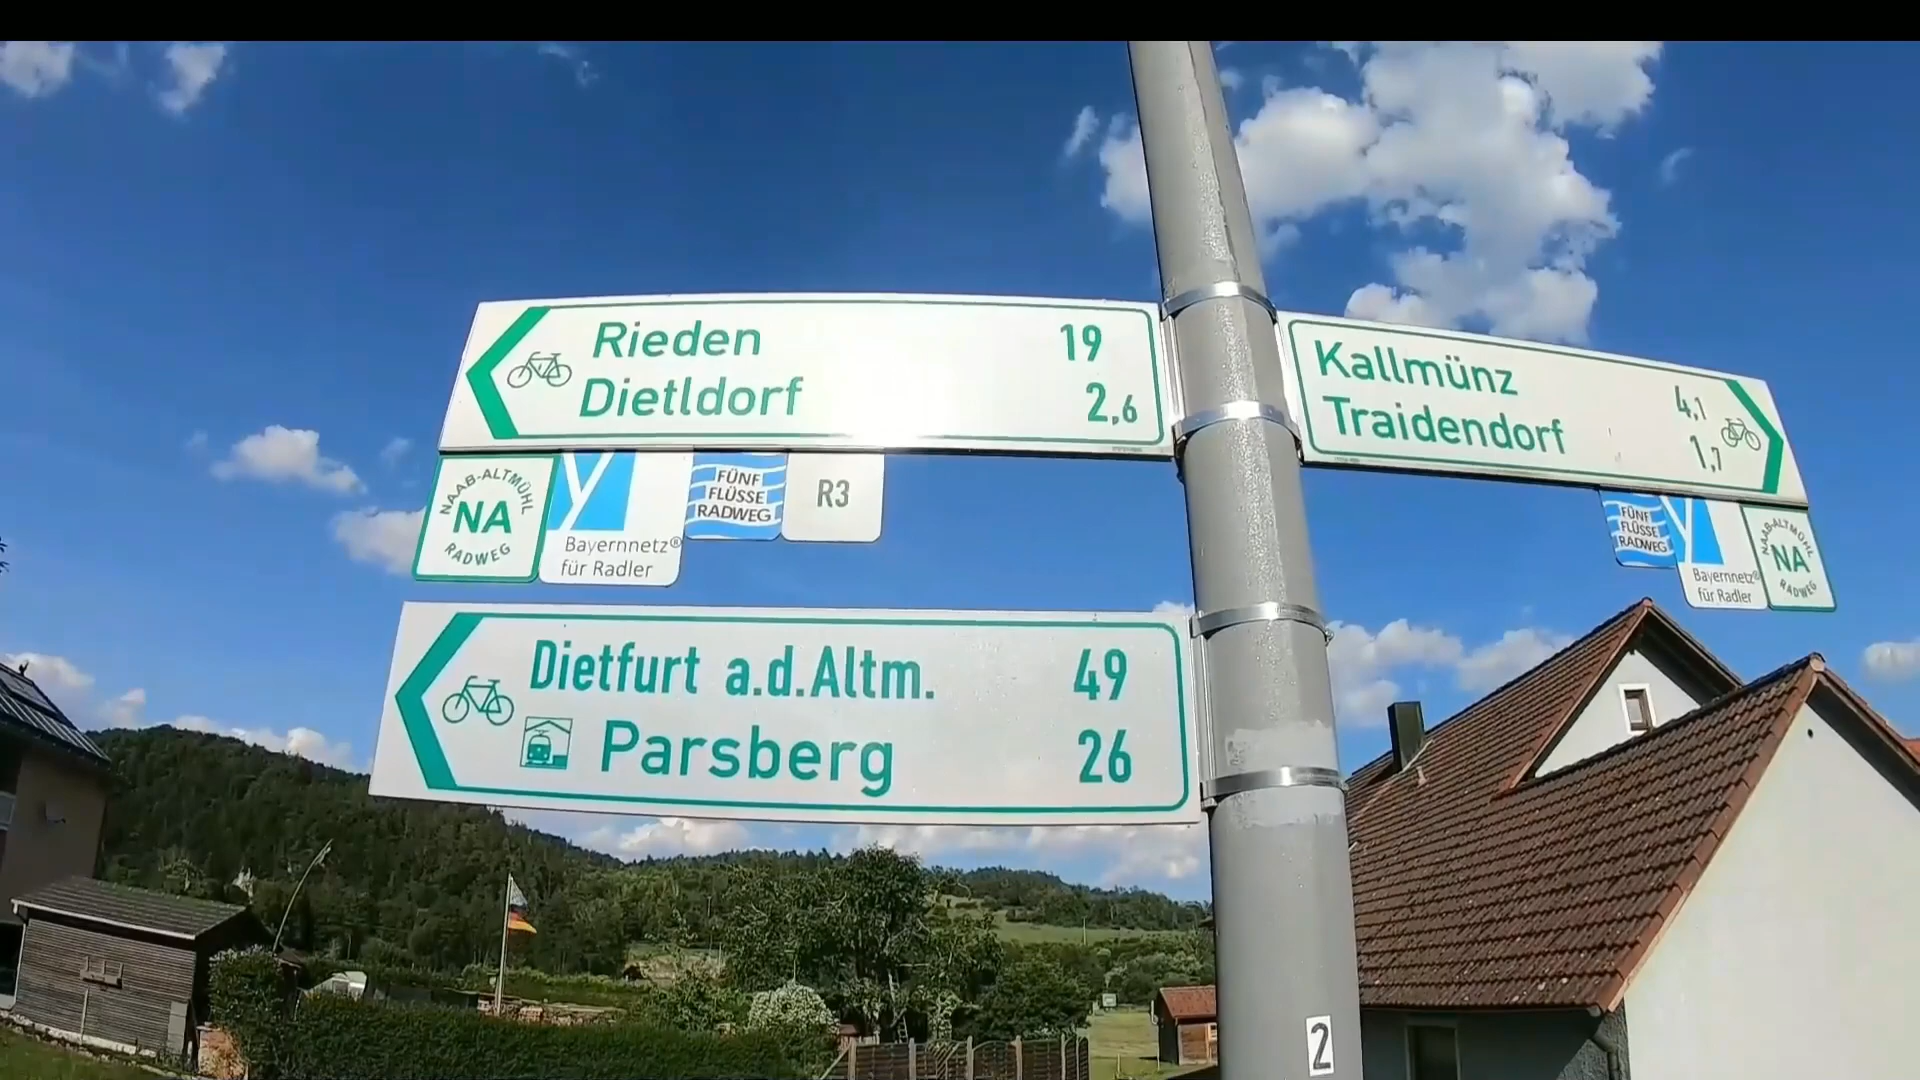 Rieden 19
Dietldorf 2,6
NAAB-ALTMÜHL
NA
RADWEG
Bayernnetz®
für Radler
FÜNF
FLÜSSE
RADWEG
R3
Dietfurt a.d.Altm. 49
Parsberg 26
Kallmünz 4,1
Traidendorf 1,7
FÜNF
FLÜSSE
RADWEG
Bayernnetz®
für Radler
NAAB-ALTMÜHL
NA
RADWEG
2